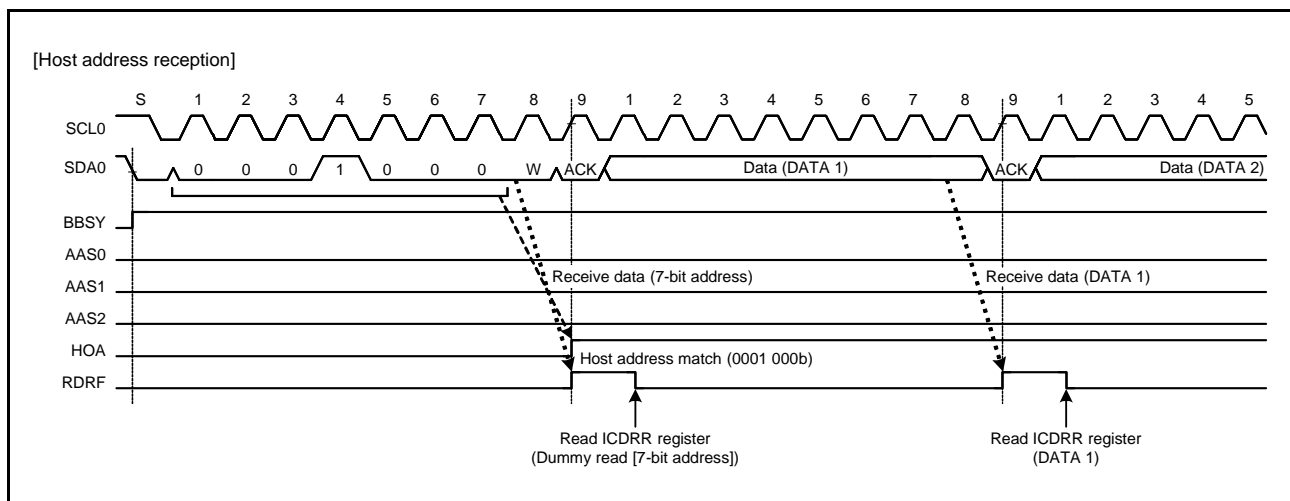 [Host address reception]
S 1 2 3 4 5 6 7 8 9 1 2 3 4 5 6 7 8 9 1 2 3 4 5
SCL0
SDA0 0 0 0 1 0 0 0 W ACK Data (DATA 1) ACK Data (DATA 2)
BBSY
AAS0
Receive data (7-bit address) Receive data (DATA 1)
AAS1
AAS2
HOA
Host address match (0001 000b)
RDRF
Read ICDRR register
(Dummy read [7-bit address])
Read ICDRR register
(DATA 1)